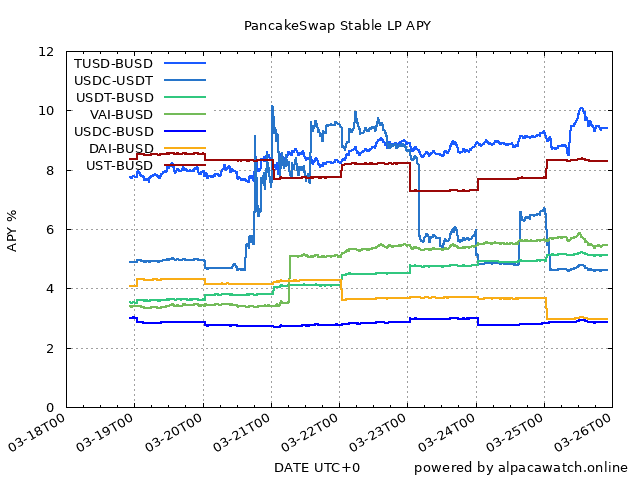 PancakeSwap Stable LP APY
12
10
8
6
4
2
0
APY %
TUSD-BUSD
USDC-USDT
USDT-BUSD
VAI-BUSD
USDC-BUSD
DAI-BUSD
UST-BUSD
03-18T00
03-19T00
03-20T00
03-21T00
03-22T00
03-23T00
03-24T00
03-25T00
03-26T00
DATE UTC+0
powered by alpacawatch.online